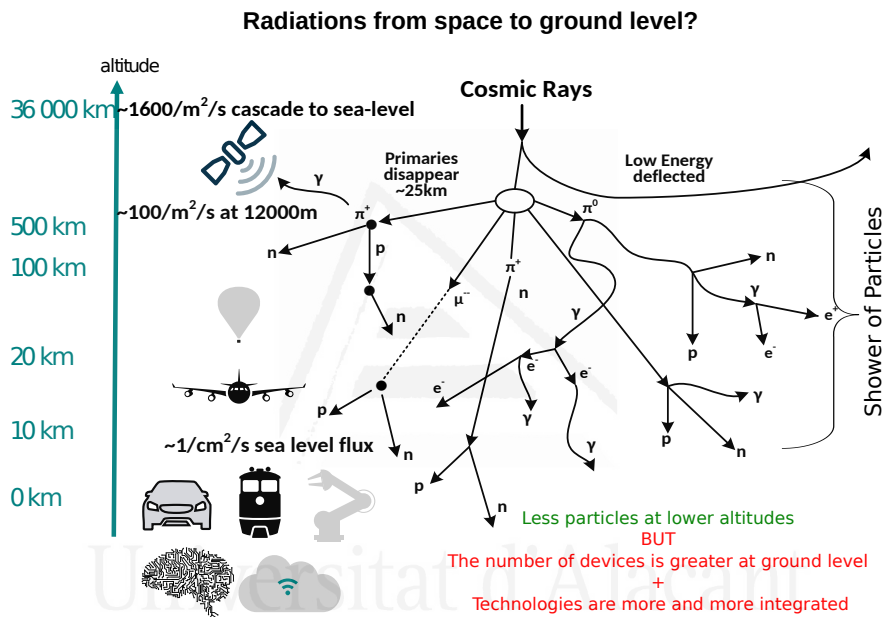 Radiations from space to ground level?
altitude
Cosmic Rays
36 000 km
~1600/m²/s cascade to sea-level
Primaries
disappear
~25km
Low Energy
deflected
γ
~100/m²/s at 12000m
π⁺
π⁰
500 km
p
n
100 km
π⁺
n
γ
n
μ⁻⁻
n
γ
e⁺
Shower of Particles
20 km
p
e⁻
e⁻
e⁻
e⁻
γ
p
γ
γ
10 km
p
~1/cm²/s sea level flux
n
n
γ
p
0 km
n
Less particles at lower altitudes
BUT
The number of devices is greater at ground level
+
Technologies are more and more integrated
Universitat d'Alacant